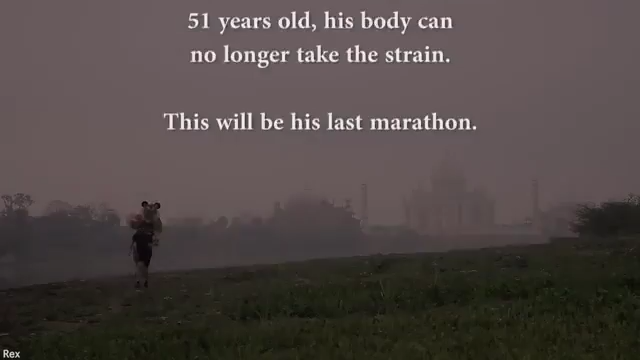 51 years old, his body can
no longer take the strain.
This will be his last marathon.
Rex